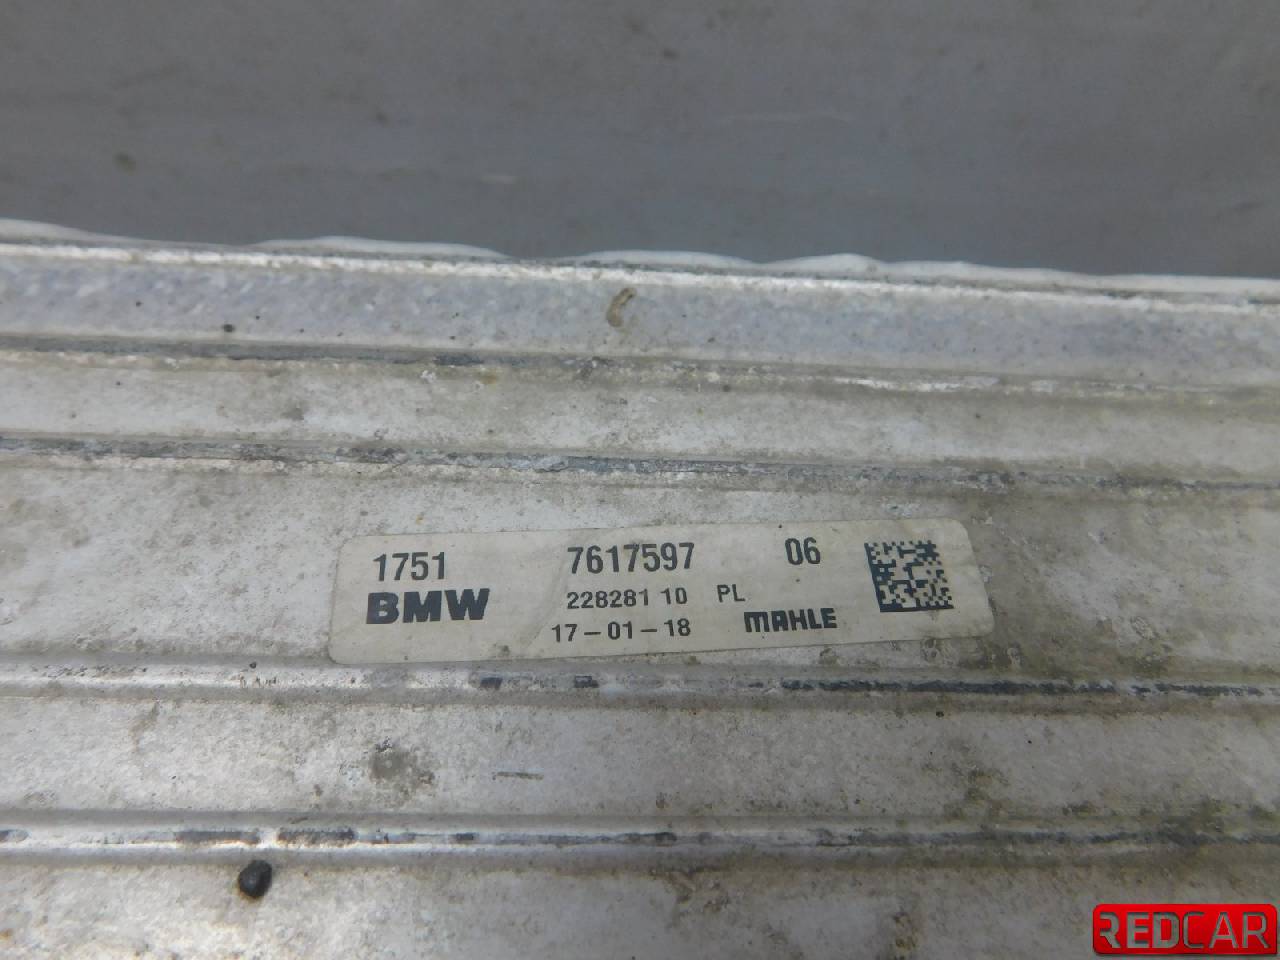 1751 7617597 06
BMW 228281 10 PL
17-01-18 MAHLE
REDCAR